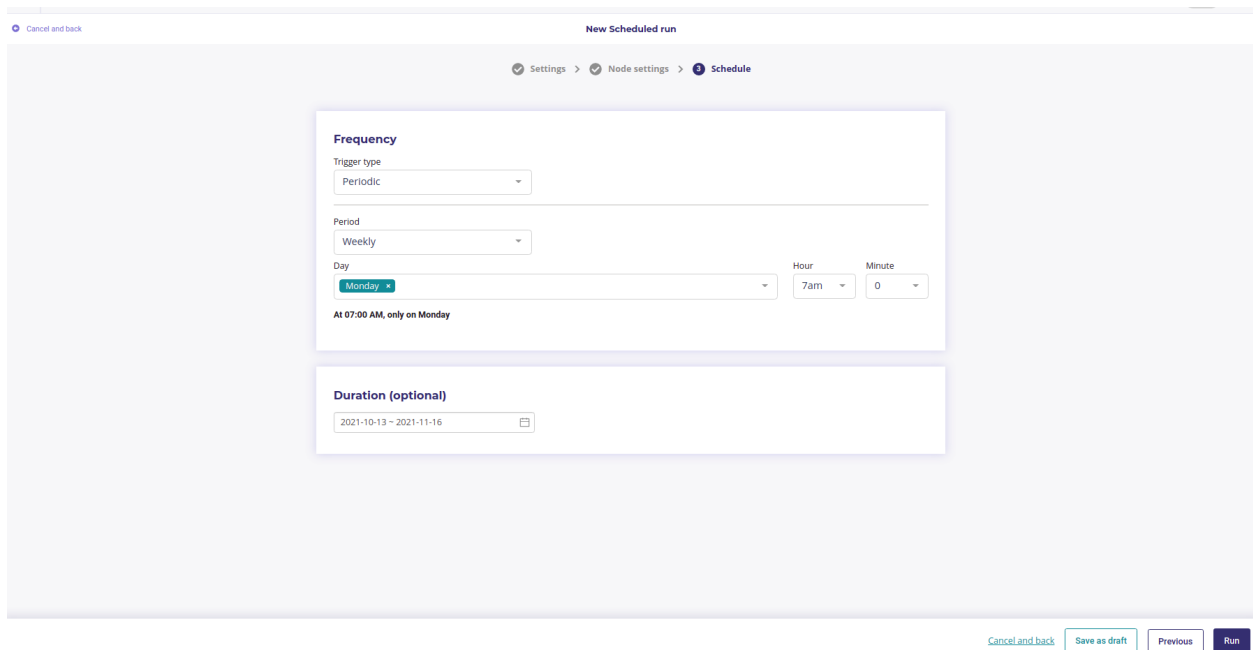 Cancel and back
New Scheduled run
Settings > Node settings > 3 Schedule
Frequency
Trigger type
Periodic
Period
Weekly
Day Hour Minute
Monday × 7am 0
At 07:00 AM, only on Monday
Duration (optional)
2021-10-13 ~ 2021-11-16
Cancel and back Save as draft Previous Run